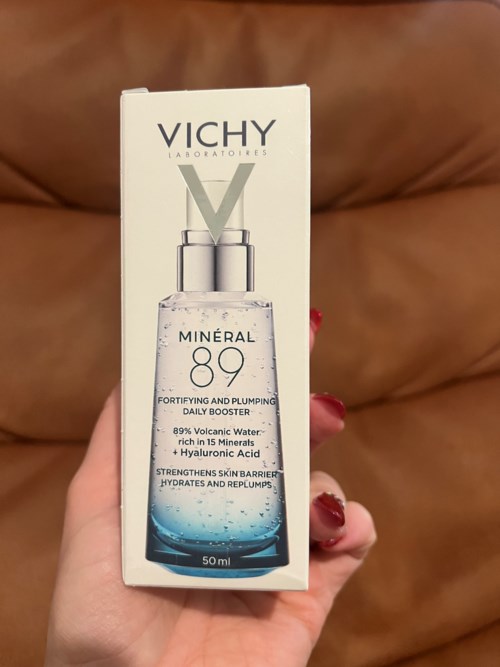 VICHY
LABORATOIRES
MINÉRAL
89
FORTIFYING AND PLUMPING
DAILY BOOSTER
89% Volcanic Water
rich in 15 Minerals
+ Hyaluronic Acid
STRENGTHENS SKIN BARRIER
HYDRATES AND REPLUMPS
50 ml